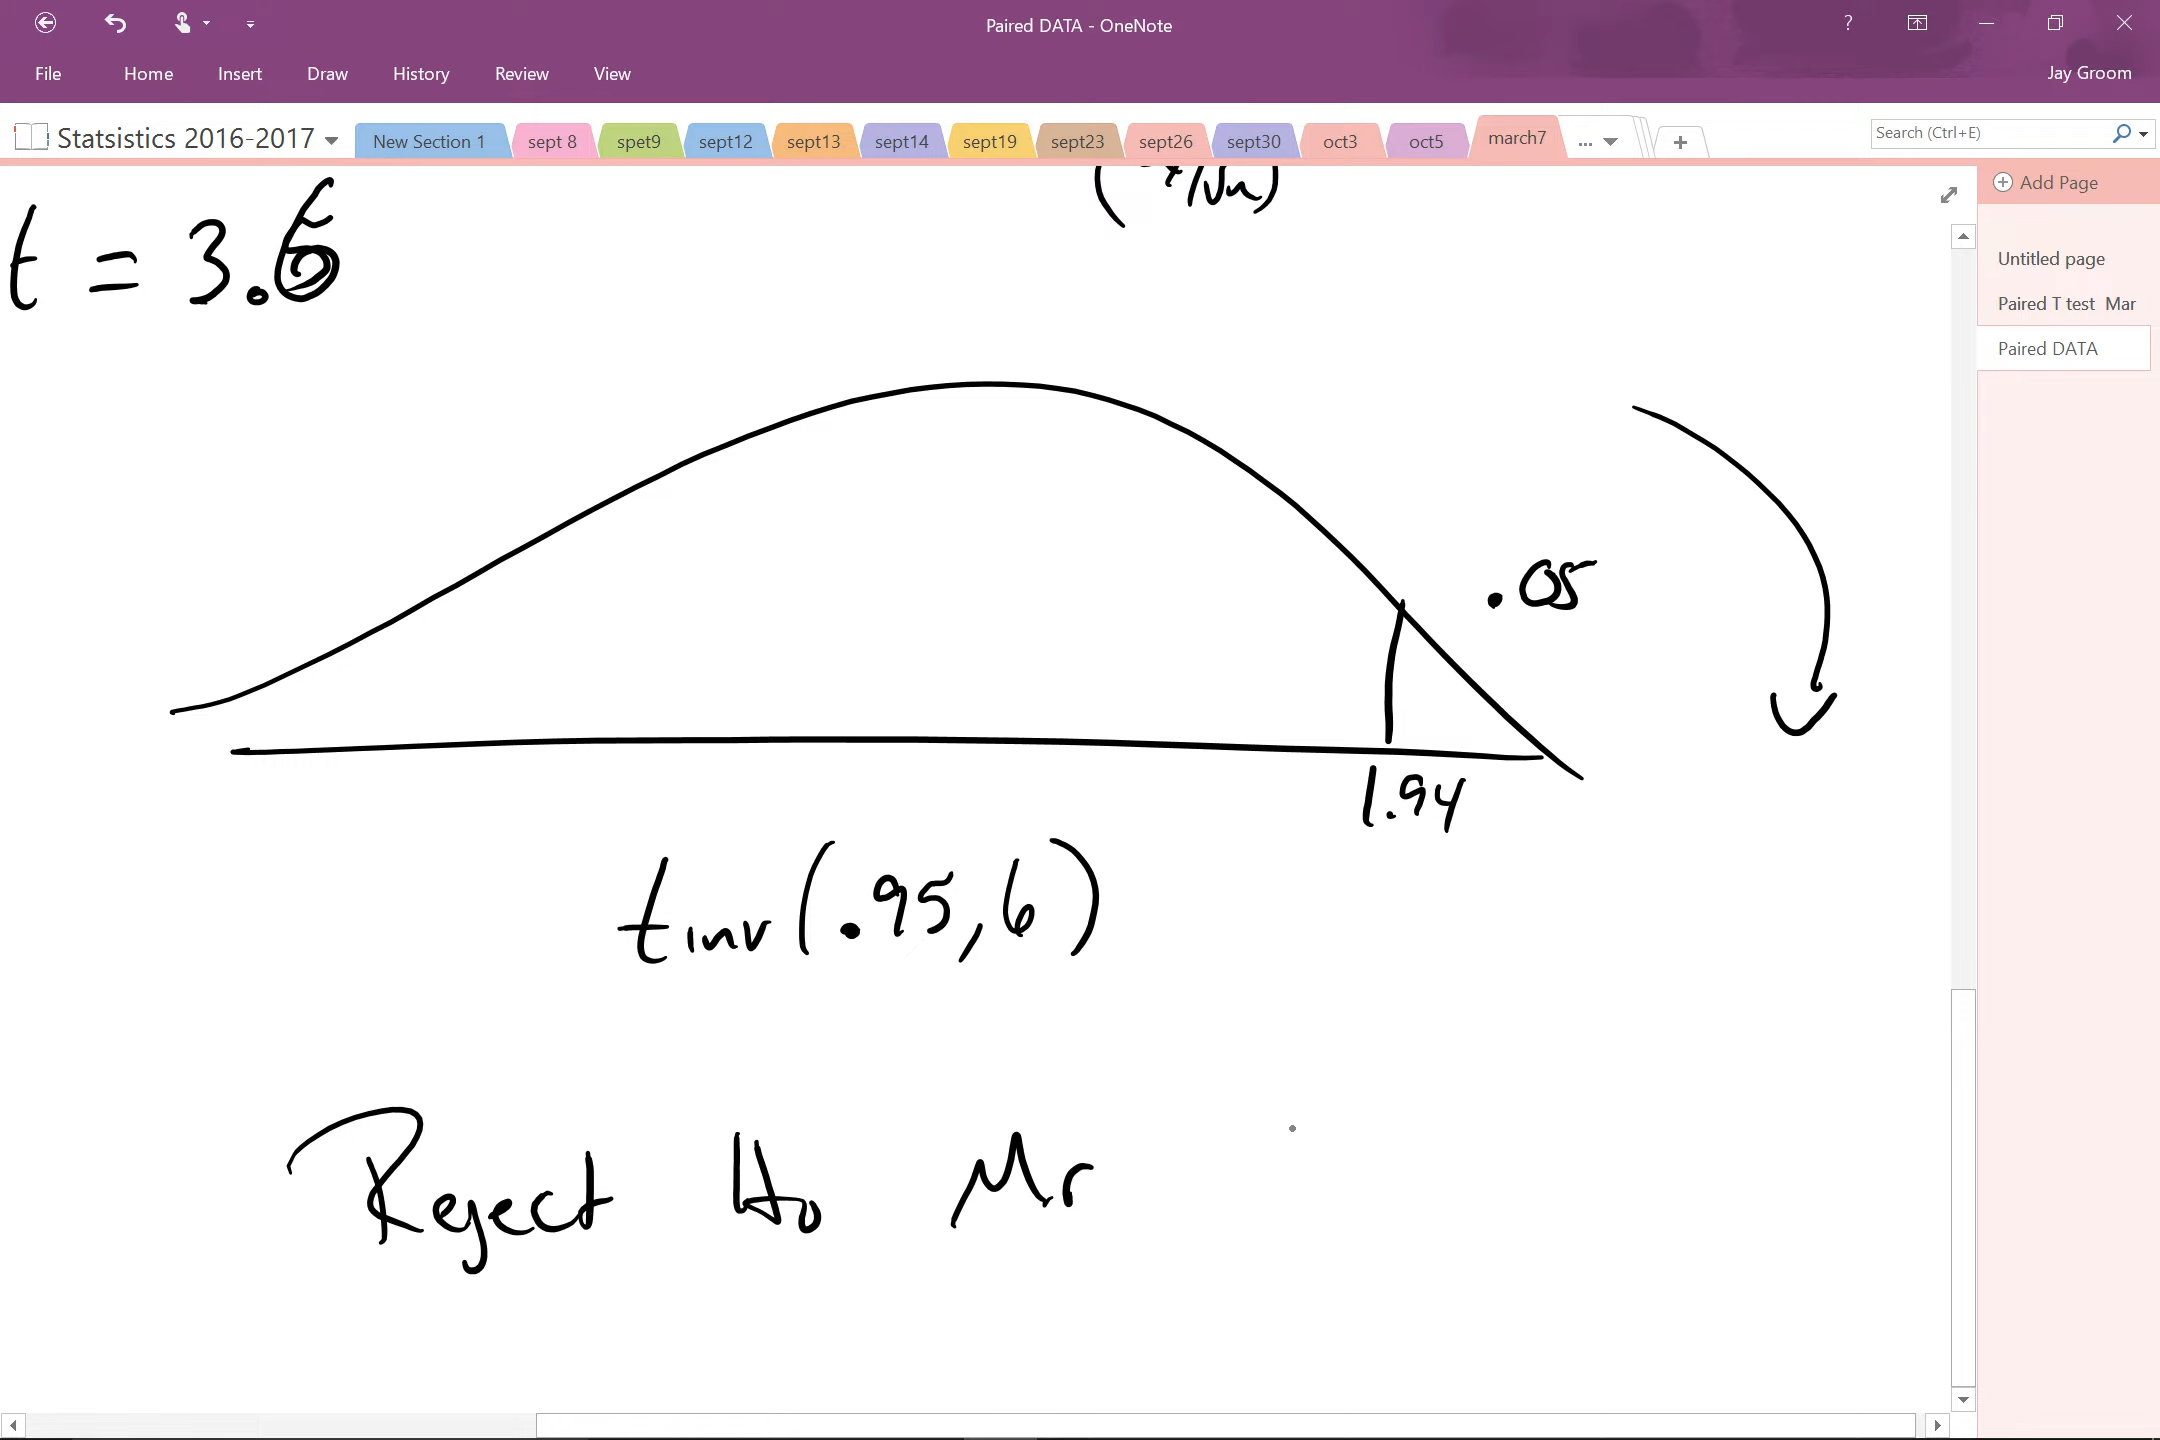 Paired DATA - OneNote
?
File Home Insert Draw History Review View
Jay Groom
Statsistics 2016-2017
New Section 1 sept 8 spet9 sept12 sept13 sept14 sept19 sept23 sept26 sept30 oct3 oct5 march7 ... +
Search (Ctrl+E)
Add Page
Untitled page
Paired T test Mar
Paired DATA
/√n)
t = 3.6
.05
1.94
tinv(.95,6)
Reject H0 μr